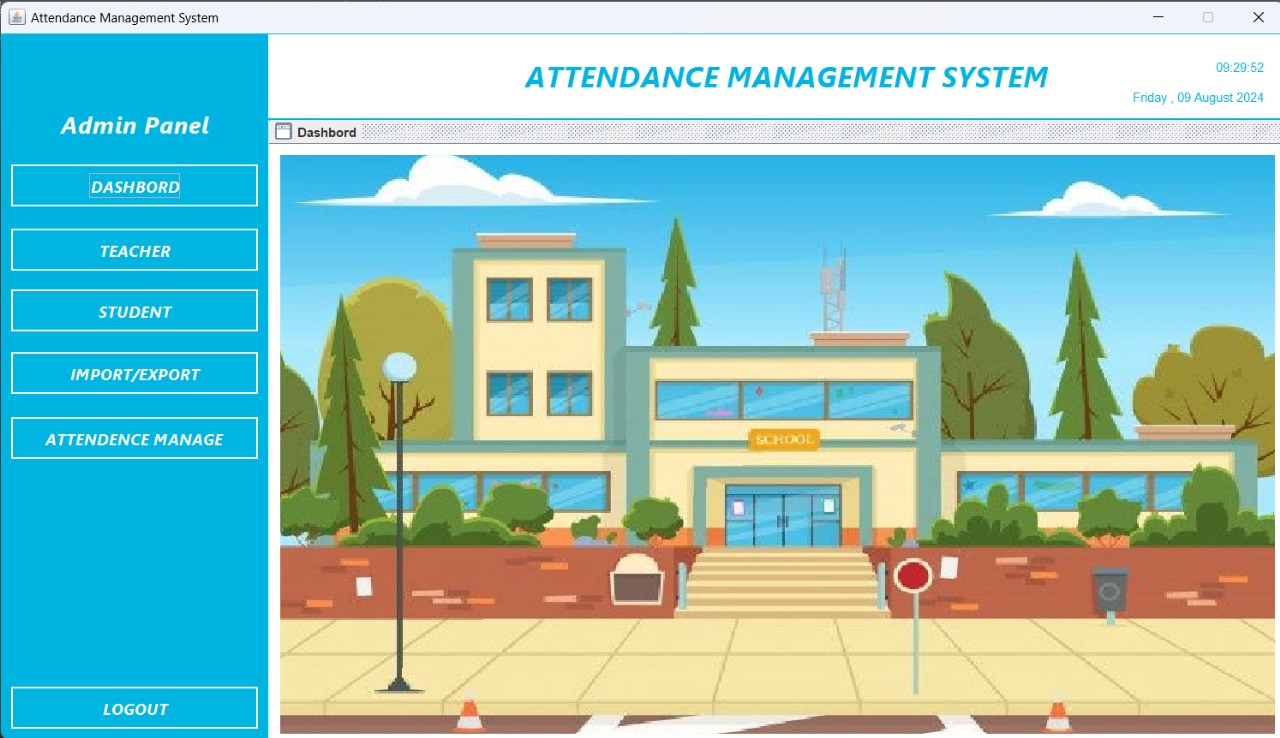 Attendance Management System
Admin Panel
DASHBORD
TEACHER
STUDENT
IMPORT/EXPORT
ATTENDENCE MANAGE
LOGOUT
ATTENDANCE MANAGEMENT SYSTEM
09:29:52
Friday , 09 August 2024
Dashbord
SCHOOL